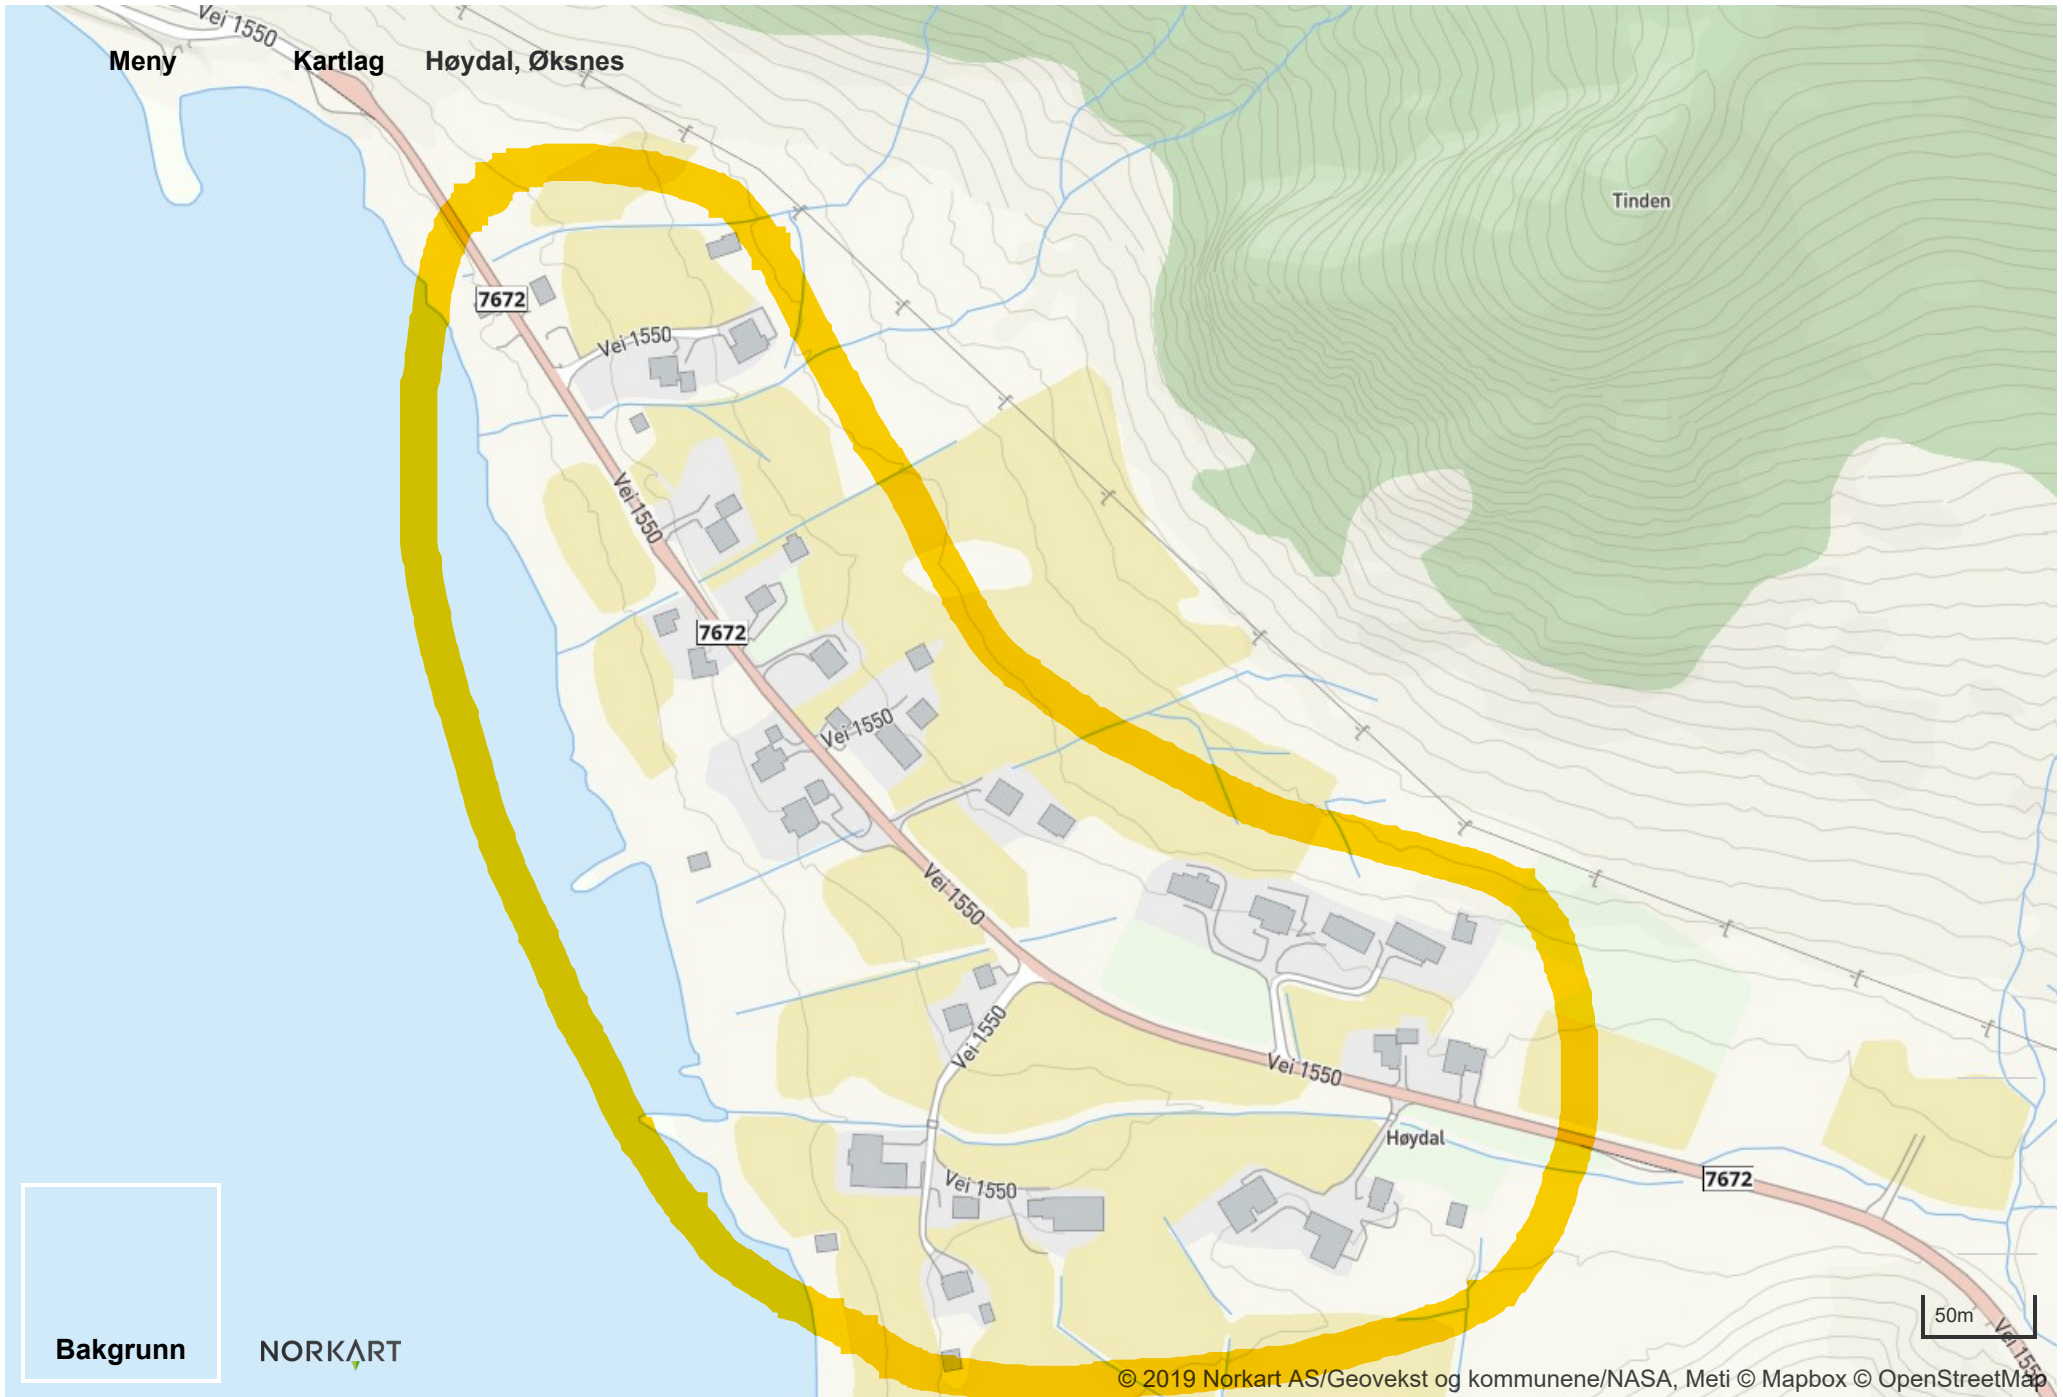 Vei 1550
Meny
Kartlag
Høydal, Øksnes
Tinden
7672
Vei 1550
Vei 1550
7672
Vei 1550
Vei 1550
Vei 1550
Vei 1550
Høydal
Vei 1550
7672
50m
Vei 1550
Bakgrunn
NORKART
© 2019 Norkart AS/Geovekst og kommunene/NASA, Meti © Mapbox © OpenStreetMap